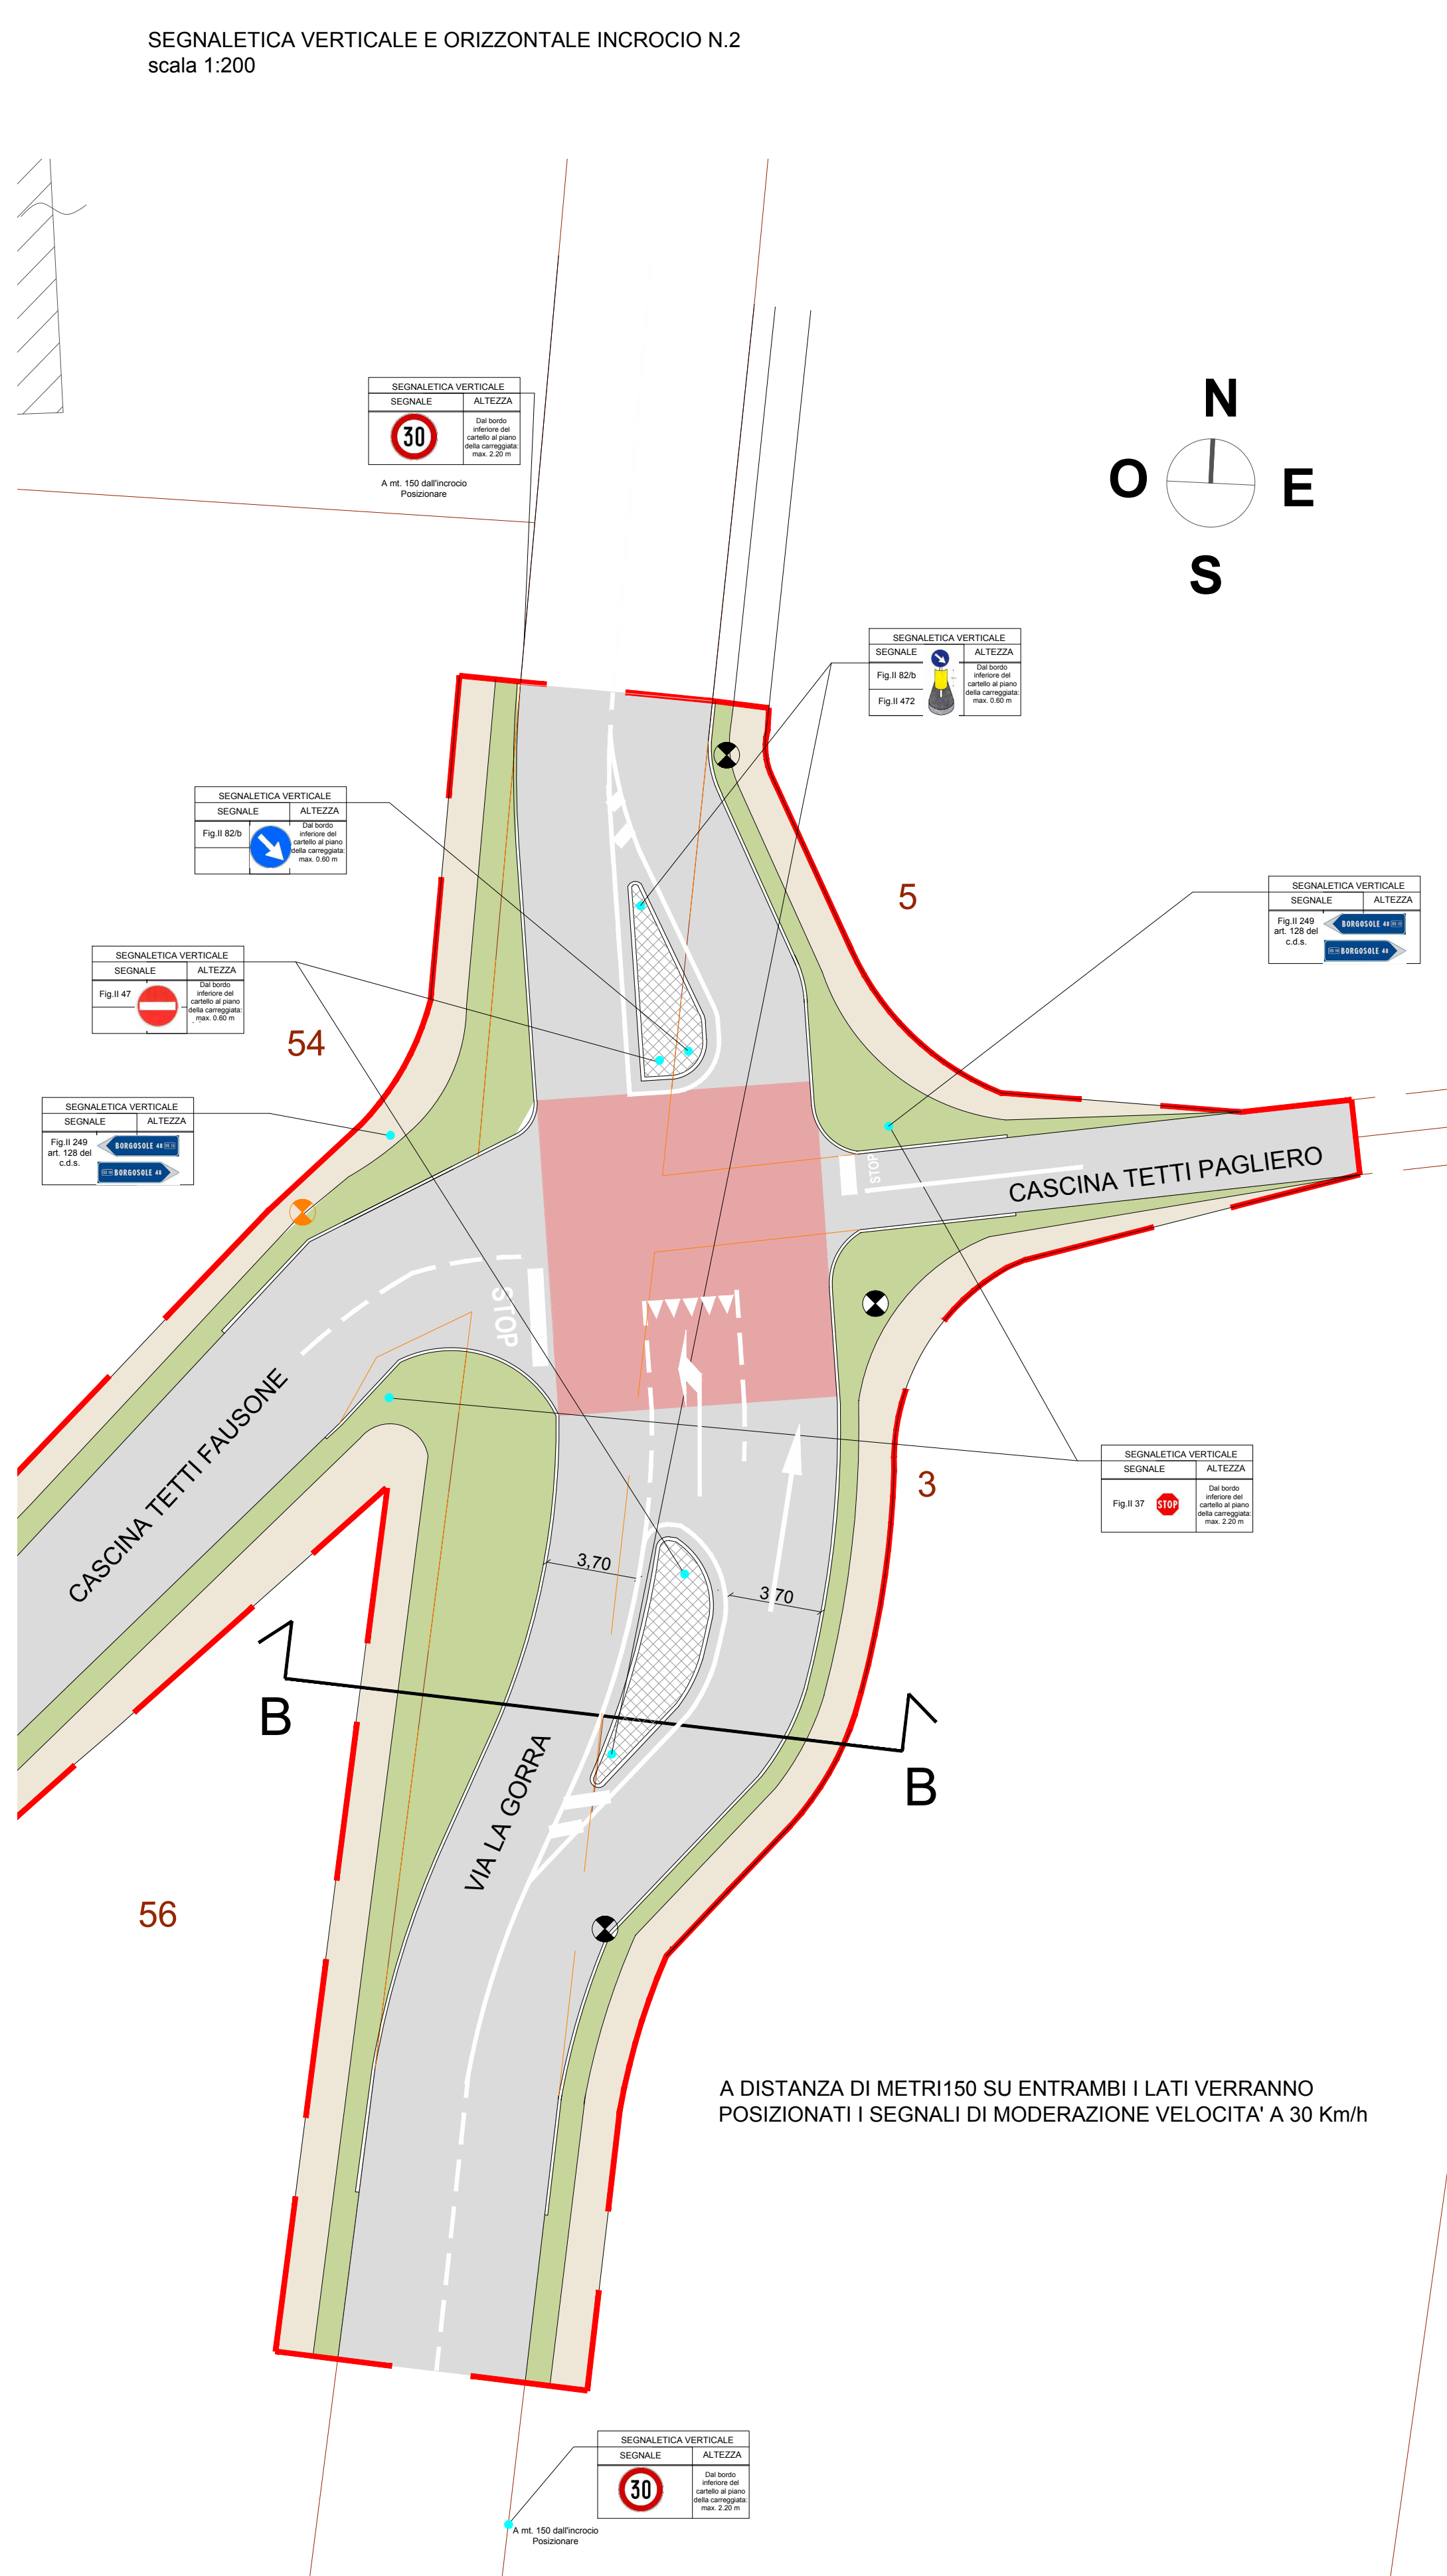 SEGNALETICA VERTICALE E ORIZZONTALE INCROCIO N.2
scala 1:200
SEGNALETICA VERTICALE
SEGNALE ALTEZZA
30
Dal bordo
inferiore del
cartello al piano
della carreggiata:
max. 2.20 m
A mt. 150 dall'incrocio
Posizionare
N
O
E
S
SEGNALETICA VERTICALE
SEGNALE ALTEZZA
Fig.II 82/b
Fig.II 472
Dal bordo
inferiore del
cartello al piano
della carreggiata:
max. 0.60 m
SEGNALETICA VERTICALE
SEGNALE ALTEZZA
Fig.II 82/b
Dal bordo
inferiore del
cartello al piano
della carreggiata:
max. 0.60 m
5
SEGNALETICA VERTICALE
SEGNALE ALTEZZA
Fig.II 249
art. 128 del
c.d.s.
BORGOSOLE 48
BORGOSOLE 48
SEGNALETICA VERTICALE
SEGNALE ALTEZZA
Fig.II 47
Dal bordo
inferiore del
cartello al piano
della carreggiata:
max. 0.60 m
54
SEGNALETICA VERTICALE
SEGNALE ALTEZZA
Fig.II 249
art. 128 del
c.d.s.
BORGOSOLE 48
BORGOSOLE 48
STOP
CASCINA TETTI PAGLIERO
STOP
CASCINA TETTI FAUSONE
3
SEGNALETICA VERTICALE
SEGNALE ALTEZZA
Fig.II 37
STOP
Dal bordo
inferiore del
cartello al piano
della carreggiata:
max. 2.20 m
3,70
3,70
B
B
VIA LA GORRA
56
A DISTANZA DI METRI150 SU ENTRAMBI I LATI VERRANNO
POSIZIONATI I SEGNALI DI MODERAZIONE VELOCITA' A 30 Km/h
SEGNALETICA VERTICALE
SEGNALE ALTEZZA
30
Dal bordo
inferiore del
cartello al piano
della carreggiata:
max. 2.20 m
A mt. 150 dall'incrocio
Posizionare